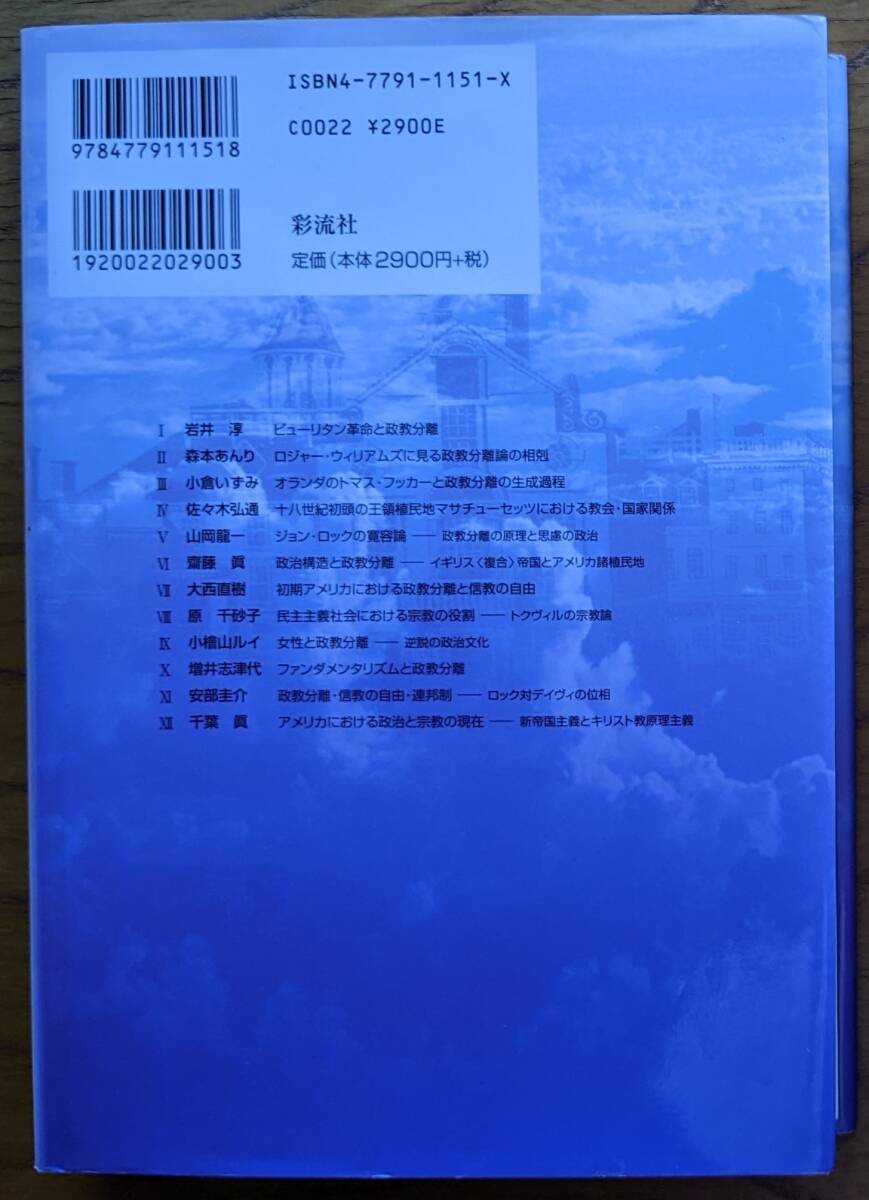 ISBN4-7791-1151-X
C0022 ¥2900E
9784779111518
彩流社
1920022029003
定価(本体2900円+税)
Ⅰ 岩井 淳 ピューリタン革命と政教分離
Ⅱ 森本あんり ロジャー・ウィリアムズに見る政教分離論の相剋
Ⅲ 小倉いずみ オランダのトマス・フッカーと政教分離の生成過程
Ⅳ 佐々木弘通 十八世紀初頭の王領植民地マサチューセッツにおける教会・国家関係
Ⅴ 山岡龍一 ジョン・ロックの寛容論 ── 政教分離の原理と思慮の政治
Ⅵ 齋藤 眞 政治構造と政教分離 ── イギリス〈複合〉帝国とアメリカ諸植民地
Ⅶ 大西直樹 初期アメリカにおける政教分離と信教の自由
Ⅷ 原 千砂子 民主主義社会における宗教の役割 ── トクヴィルの宗教論
Ⅸ 小檜山ルイ 女性と政教分離 ── 逆説の政治文化
Ⅹ 増井志津代 ファンダメンタリズムと政教分離
Ⅺ 安部圭介 政教分離・信教の自由・連邦制 ── ロック対デイヴィの位相
Ⅻ 千葉 眞 アメリカにおける政治と宗教の現在 ── 新帝国主義とキリスト教原理主義